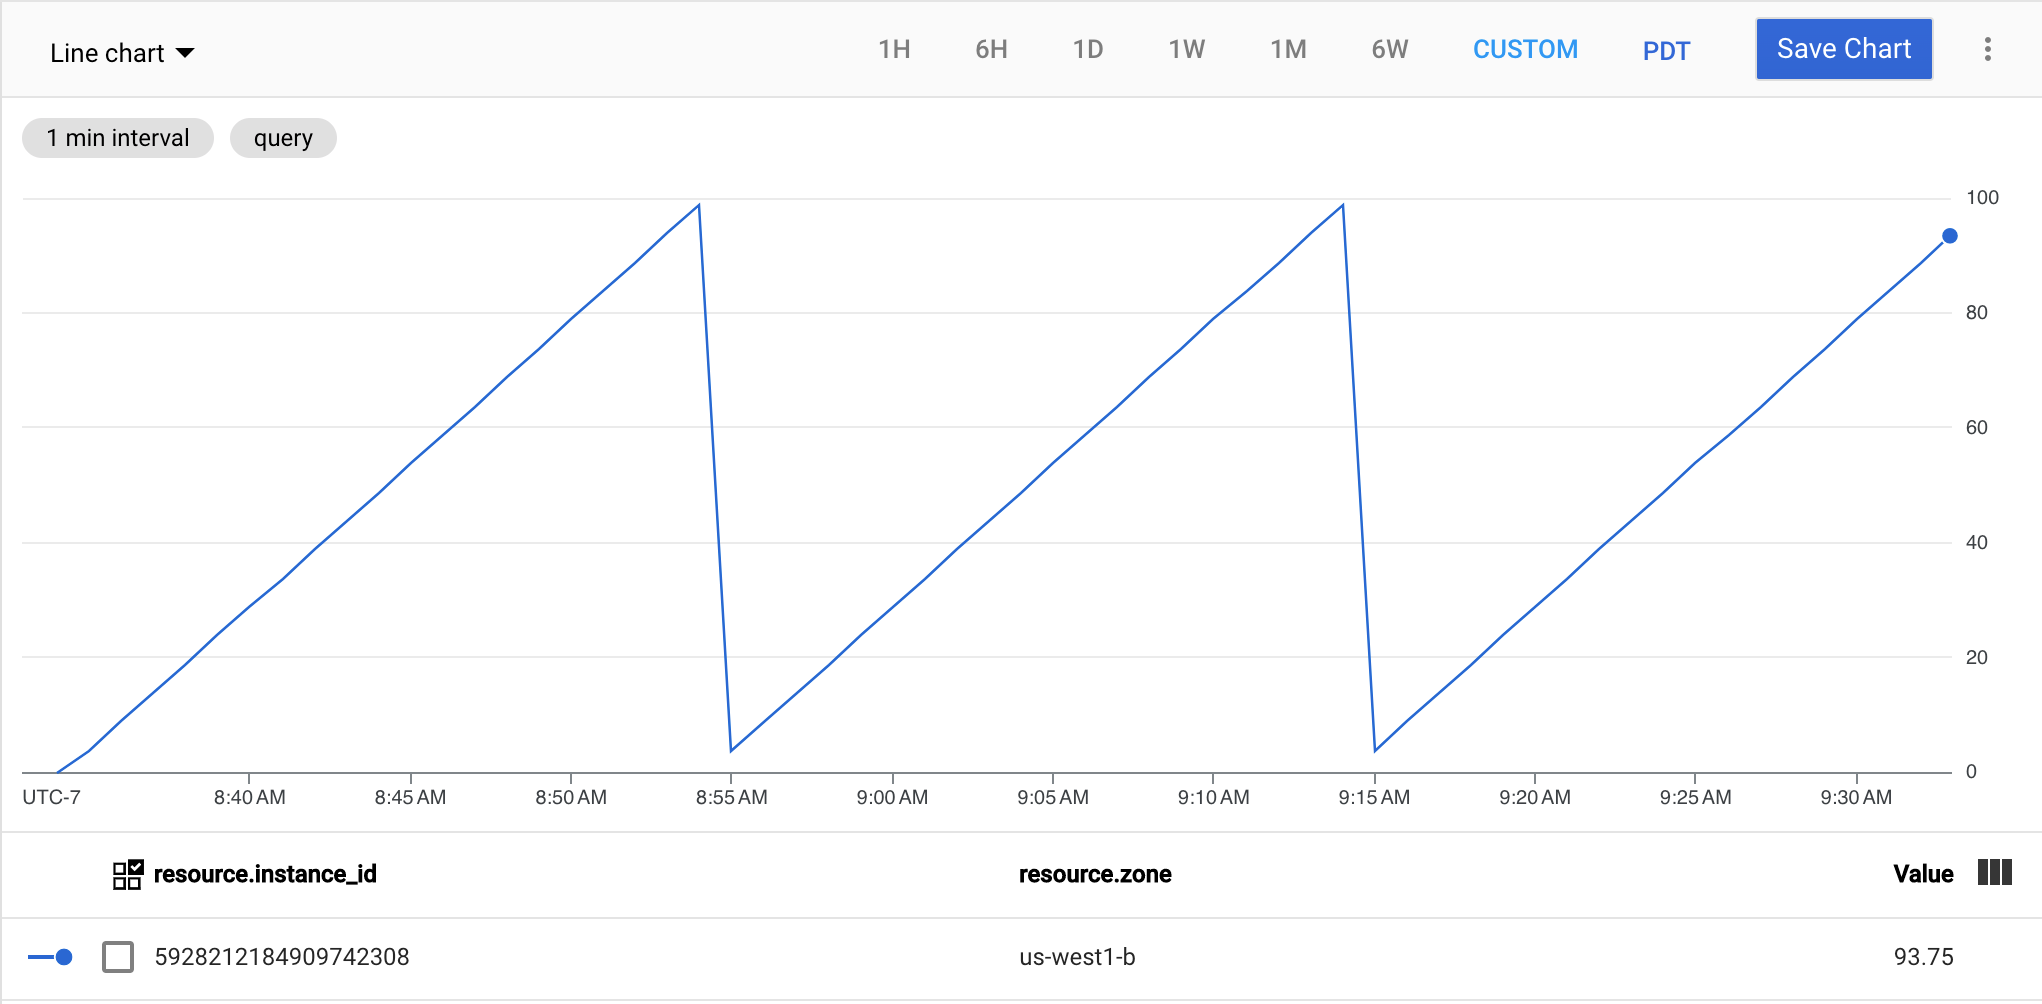 Line chart 1H 6H 1D 1W 1M 6W CUSTOM PDT Save Chart
1 min interval query
100
80
60
40
20
0
UTC-7 8:40 AM 8:45 AM 8:50 AM 8:55 AM 9:00 AM 9:05 AM 9:10 AM 9:15 AM 9:20 AM 9:25 AM 9:30 AM
resource.instance_id resource.zone Value
5928212184909742308 us-west1-b 93.75